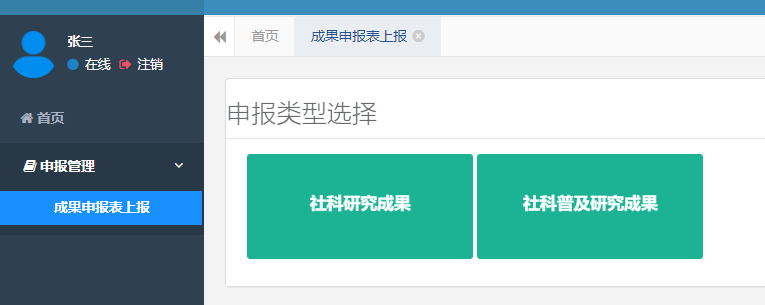 张三
在线 注销
首页
申报管理
成果申报表上报
首页 成果申报表上报
申报类型选择
社科研究成果 社科普及研究成果